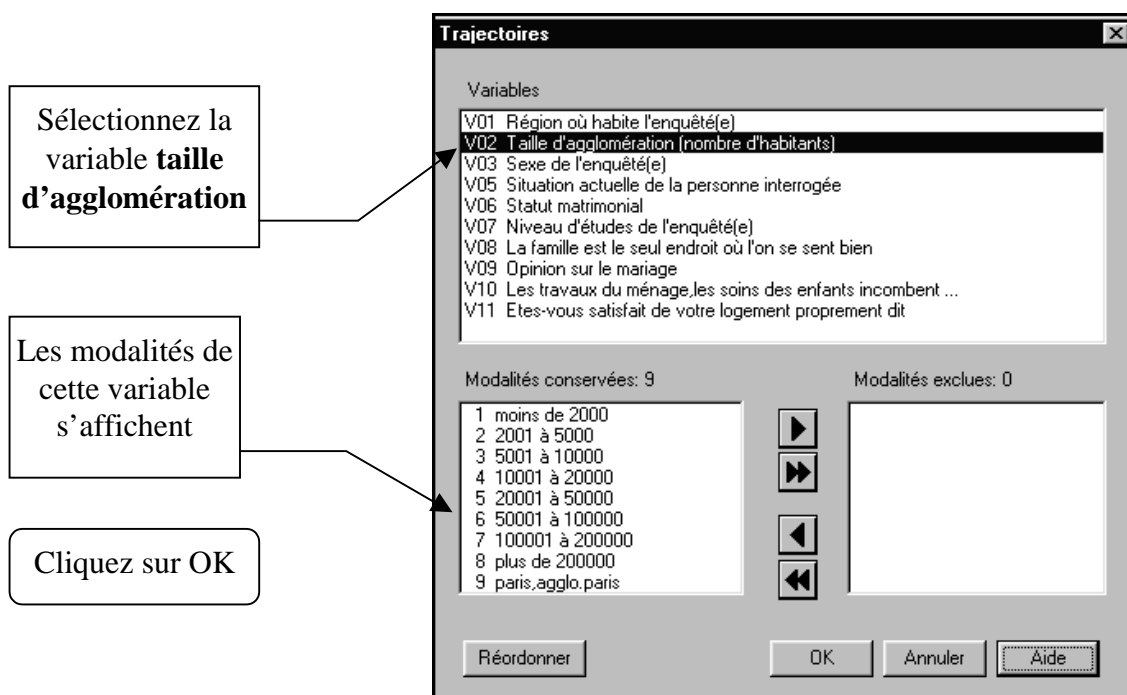 Trajectoires
Sélectionnez la
variable taille
d’agglomération
Les modalités de
cette variable
s’affichent
Cliquez sur OK
Variables
V01 Région où habite l'enquêté(e)
V02 Taille d'agglomération (nombre d'habitants)
V03 Sexe de l'enquêté(e)
V05 Situation actuelle de la personne interrogée
V06 Statut matrimonial
V07 Niveau d'études de l'enquêté(e)
V08 La famille est le seul endroit où l'on se sent bien
V09 Opinion sur le mariage
V10 Les travaux du ménage,les soins des enfants incombent ...
V11 Etes-vous satisfait de votre logement proprement dit
Modalités conservées: 9
Modalités exclues: 0
1 moins de 2000
2 2001 à 5000
3 5001 à 10000
4 10001 à 20000
5 20001 à 50000
6 50001 à 100000
7 100001 à 200000
8 plus de 200000
9 paris,agglo.paris
Réordonner
OK
Annuler
Aide